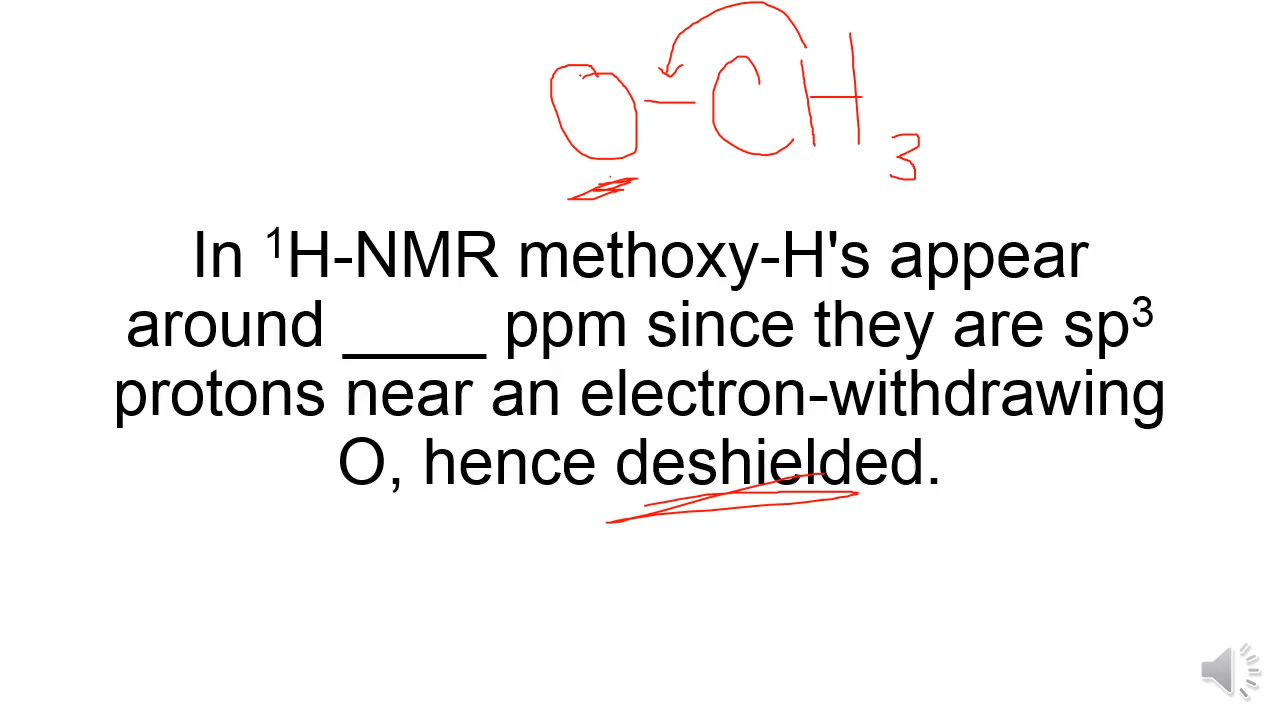 O-CH3
In ¹H-NMR methoxy-H's appear
around ____ ppm since they are sp³
protons near an electron-withdrawing
O, hence deshielded.